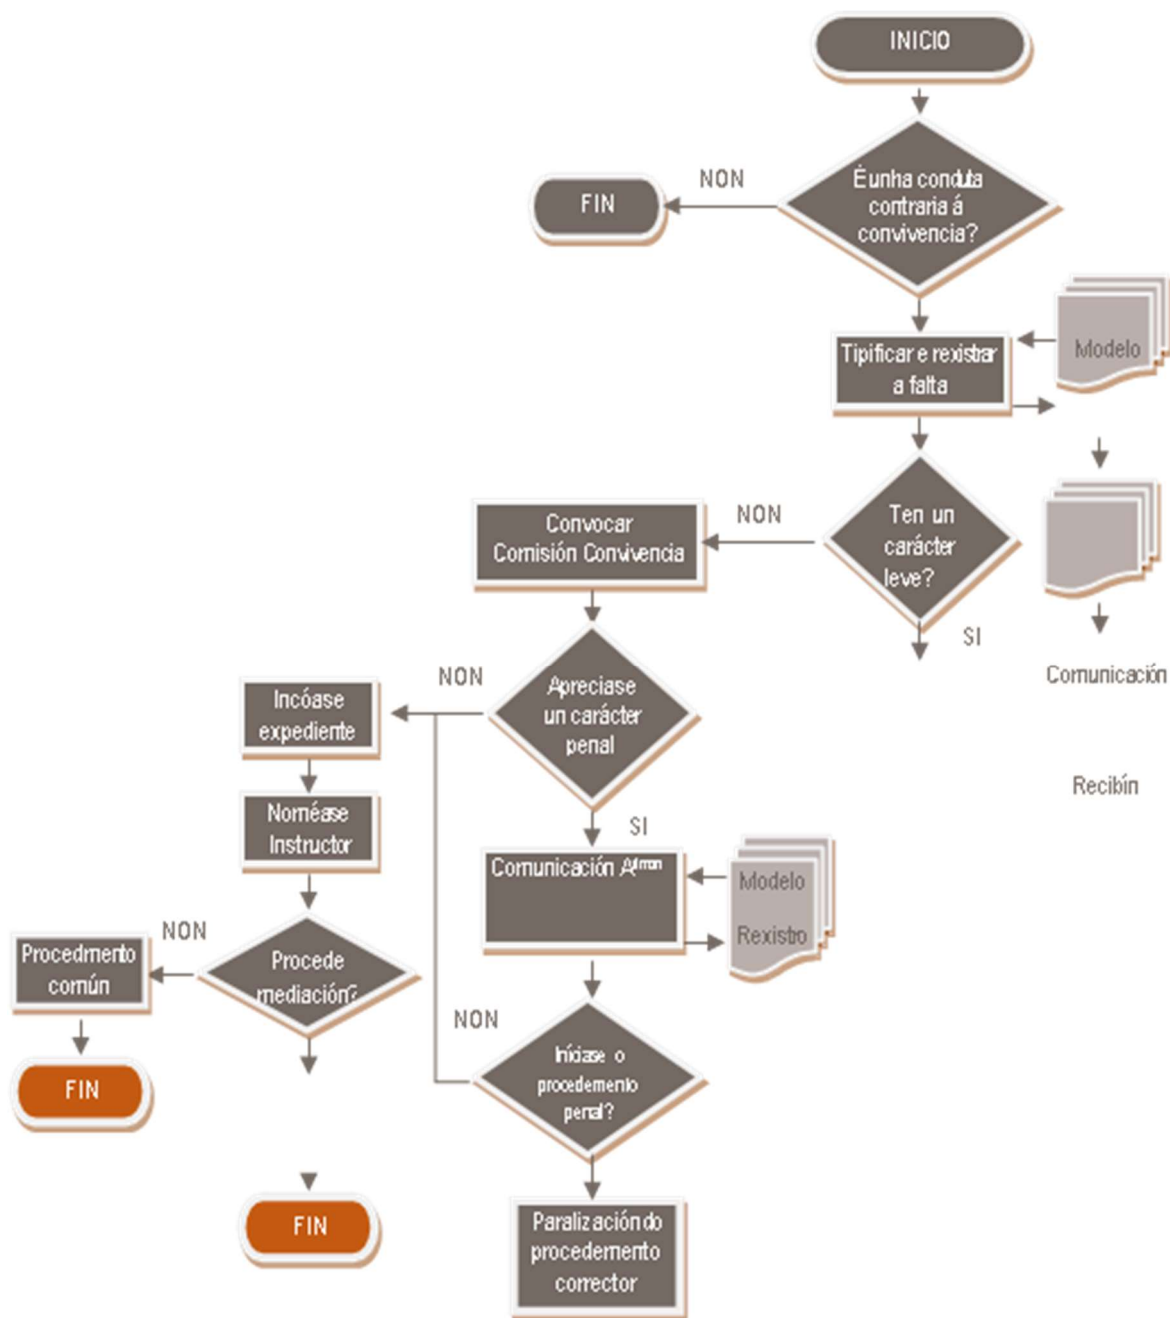 INICIO
É unha conduta
contraria á
convivencia?
NON
FIN
Tipificar e rexistrar
a falta
Modelo
Ten un
carácter
leve?
NON
SI
Convocar
Comisión Convivencia
Comunicación
Recibín
Apreciase
un carácter
penal
NON
SI
Incóase
expediente
Noméase
Instructor
Comunicación Admon
Modelo
Rexistro
Procede
mediación?
NON
Procedmento
común
FIN
NON
Iníciase o
procedemento
penal?
FIN
Paralización do
procedemento
corrector